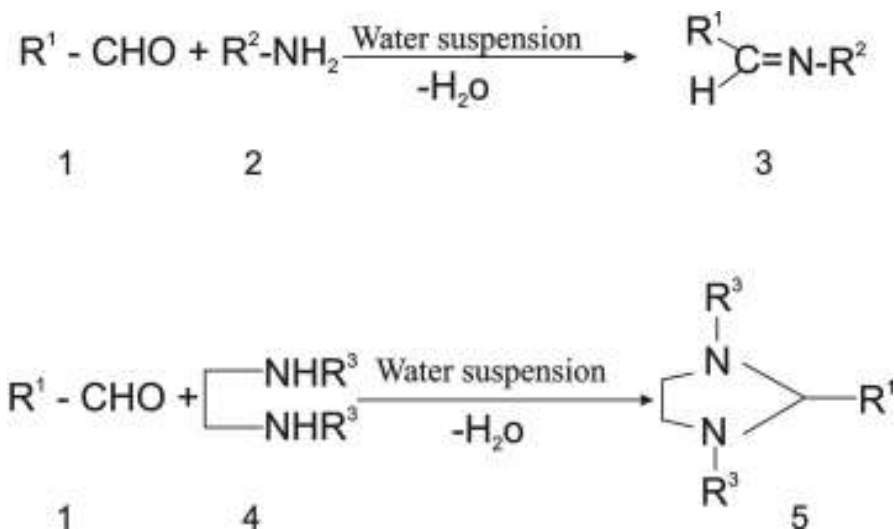 R¹ - CHO + R²-NH₂ Water suspension -H₂o R¹ H C=N-R²
1 2 3
R¹ - CHO + NHR³ NHR³ Water suspension -H₂o R³ N N R³ R¹
1 4 5